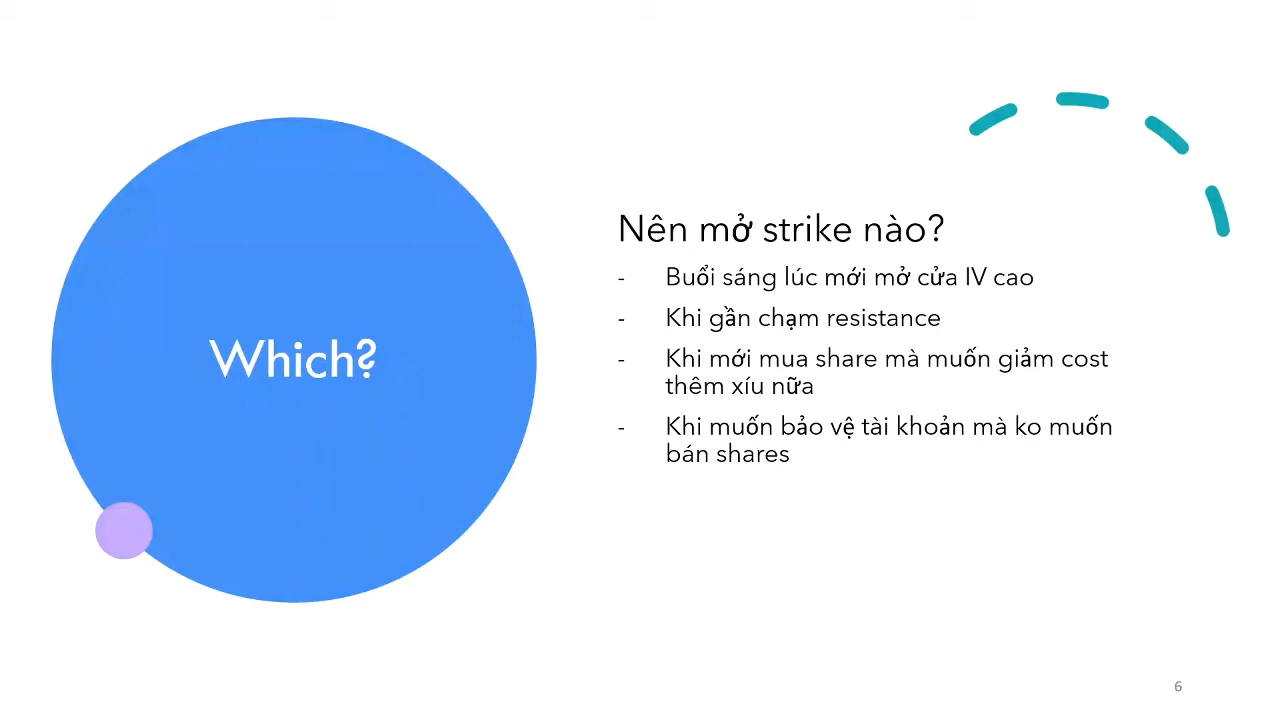 Which?
Nên mở strike nào?
- Buổi sáng lúc mới mở cửa IV cao
- Khi gần chạm resistance
- Khi mới mua share mà muốn giảm cost
thêm xíu nữa
- Khi muốn bảo vệ tài khoản mà ko muốn
bán shares
6